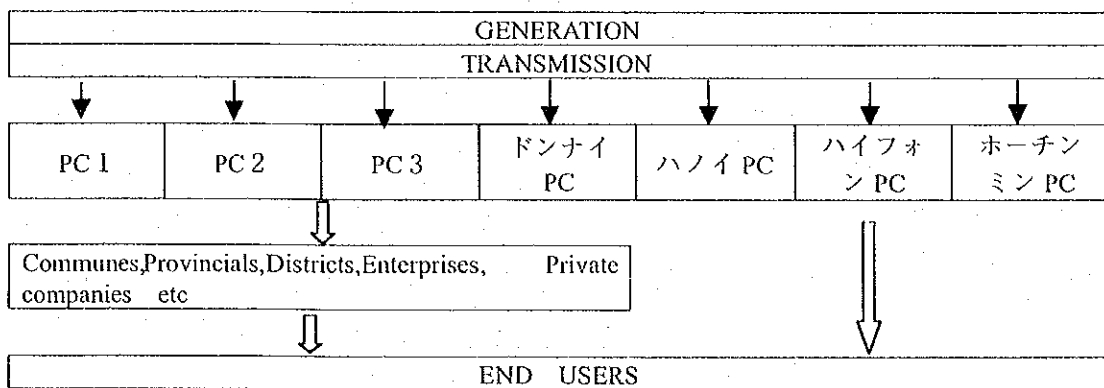 GENERATION
TRANSMISSION
PC 1
PC 2
PC 3
ドンナイ
PC
ハノイ PC
ハイフォ
ン PC
ホーチン
ミン PC
Communes,Provincials,Districts,Enterprises, Private
companies etc
END USERS